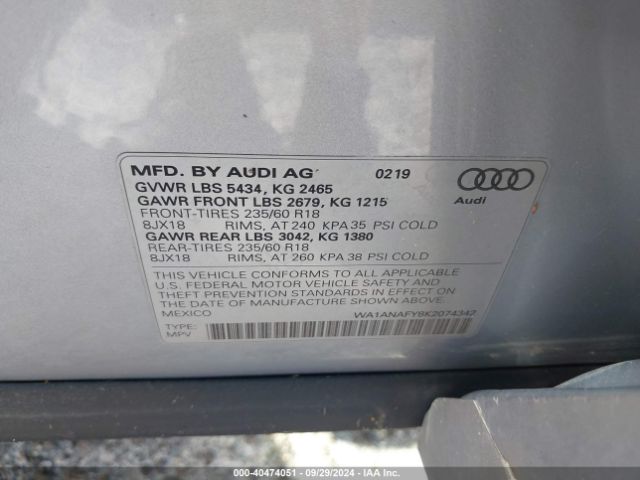 MFD. BY AUDI AG 0219
GVWR LBS 5434, KG 2465
GAWR FRONT LBS 2679, KG 1215
FRONT-TIRES 235/60 R18
8JX18 RIMS, AT 240 KPA 35 PSI COLD
GAWR REAR LBS 3042, KG 1380
REAR-TIRES 235/60 R18
8JX18 RIMS, AT 260 KPA 38 PSI COLD
Audi
THIS VEHICLE CONFORMS TO ALL APPLICABLE
U.S. FEDERAL MOTOR VEHICLE SAFETY AND
THEFT PREVENTION STANDARDS IN EFFECT ON
THE DATE OF MANUFACTURE SHOWN ABOVE.
MEXICO WA1ANAFY8K2074342
TYPE:
MPV
000-40474051 - 09/29/2024 - IAA Inc.